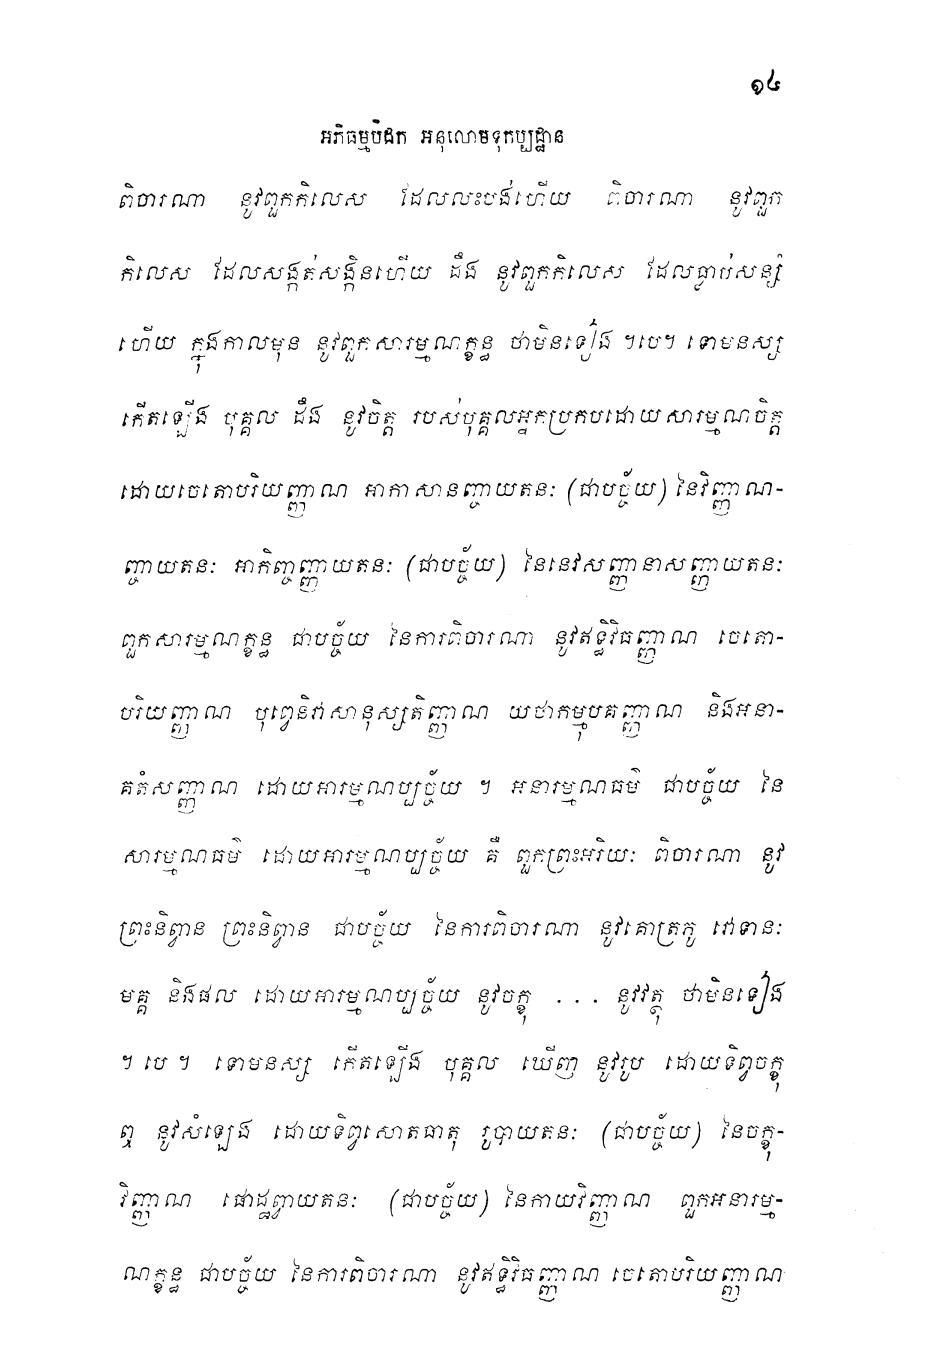 ១៤
អភិធម្មបិដក អនុលោមទុកប្បដ្ឋាន
ពិចារណា នូវពួកកិលេស ដែលលះបង់ហើយ ពិចារណា នូវពួក
កិលេស ដែលសង្កត់សង្កិនហើយ ដឹង នូវពួកកិលេស ដែលធ្លាប់សន្សំ
ហើយ ក្នុងកាលមុន នូវពួកសារម្មណក្ខន្ធ ថាមិនទៀង ។បេ។ ទោមនស្ស
កើតឡើង បុគ្គល ដឹង នូវចិត្ត របស់បុគ្គលអ្នកប្រកបដោយសារម្មណចិត្ត
ដោយចេតោបរិយញ្ញាណ អាកាសានញ្ចាយតនៈ (ជាបច្ច័យ) នៃវិញ្ញាណ-
ញ្ចាយតនៈ អាកិញ្ចញ្ញាយតនៈ (ជាបច្ច័យ) នៃនេវសញ្ញានាសញ្ញាយតនៈ
ពួកសារម្មណក្ខន្ធ ជាបច្ច័យ នៃការពិចារណា នូវឥទ្ធិវិធញ្ញាណ ចេតោ-
បរិយញ្ញាណ បុព្វេនិវាសានុស្សតិញ្ញាណ យថាកម្មុបគញ្ញាណ និងអនា-
គតំសញ្ញាណ ដោយអារម្មណប្បច្ច័យ ។ អនារម្មណធម៌ ជាបច្ច័យ នៃ
សារម្មណធម៌ ដោយអារម្មណប្បច្ច័យ គឺ ពួកព្រះអរិយៈ ពិចារណា នូវ
ព្រះនិព្វាន ព្រះនិព្វាន ជាបច្ច័យ នៃការពិចារណា នូវគោត្រភូ វោទានៈ
មគ្គ និងផល ដោយអារម្មណប្បច្ច័យ នូវចក្ខុ ... នូវវត្ថុ ថាមិនទៀង
។ បេ ។ ទោមនស្ស កើតឡើង បុគ្គល ឃើញ នូវរូប ដោយទិព្វចក្ខុ
ឮ នូវសំឡេង ដោយទិព្វសោតធាតុ រូបាយតនៈ (ជាបច្ច័យ) នៃចក្ខុ-
វិញ្ញាណ ផោដ្ឋព្វាយតនៈ (ជាបច្ច័យ) នៃកាយវិញ្ញាណ ពួកអនារម្ម-
ណក្ខន្ធ ជាបច្ច័យ នៃការពិចារណា នូវឥទ្ធិវិធញ្ញាណ ចេតោបរិយញ្ញាណ